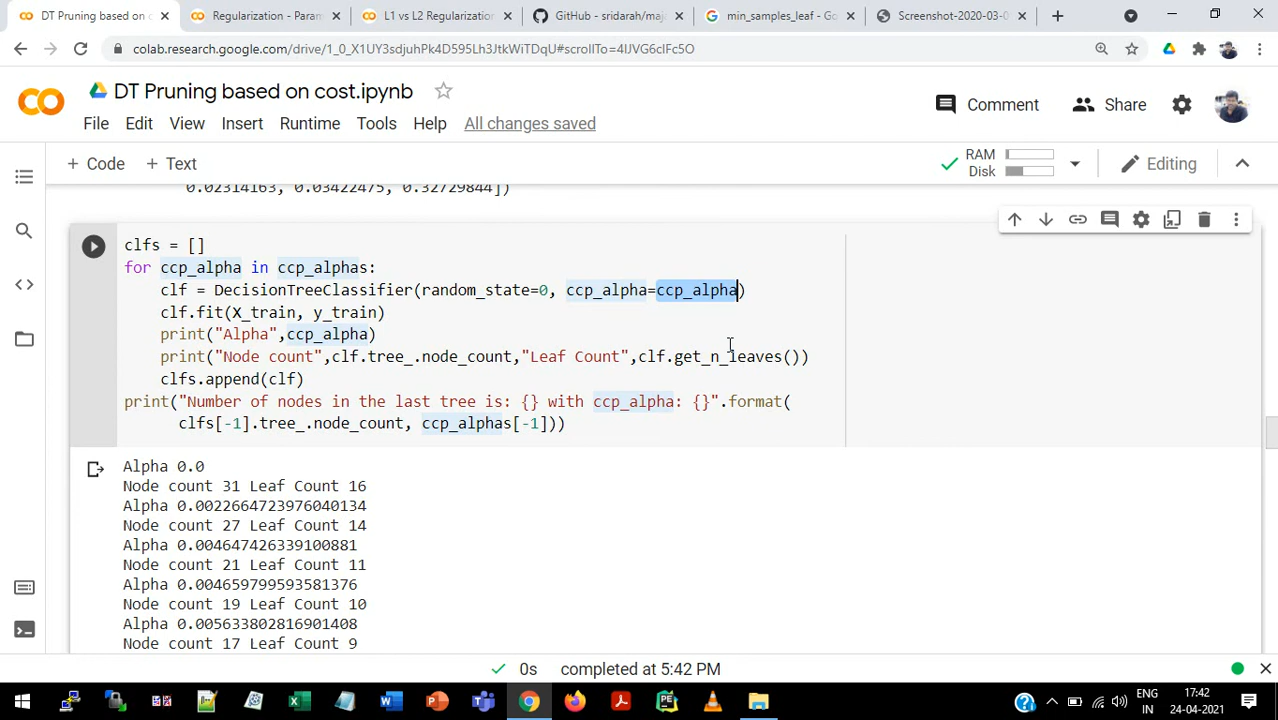 DT Pruning based on cost.ipynb
Regularization - Param
L1 vs L2 Regularization
GitHub - sridarah/maj
min_samples_leaf - Go
Screenshot-2020-03-0
colab.research.google.com/drive/1_0_X1UY3sdjuhPk4D595Lh3JtkWiTDqU#scrollTo=4IJVG6cIFc5O
DT Pruning based on cost.ipynb
Comment
Share
File Edit View Insert Runtime Tools Help All changes saved
+ Code + Text
RAM
Disk
Editing
0.02314163, 0.03422475, 0.32729844])
clfs = []
for ccp_alpha in ccp_alphas:
clf = DecisionTreeClassifier(random_state=0, ccp_alpha=ccp_alpha)
clf.fit(X_train, y_train)
print("Alpha",ccp_alpha)
print("Node count",clf.tree_.node_count,"Leaf Count",clf.get_n_leaves())
clfs.append(clf)
print("Number of nodes in the last tree is: {} with ccp_alpha: {}".format(
clfs[-1].tree_.node_count, ccp_alphas[-1]))
Alpha 0.0
Node count 31 Leaf Count 16
Alpha 0.0022664723976040134
Node count 27 Leaf Count 14
Alpha 0.004647426339100881
Node count 21 Leaf Count 11
Alpha 0.004659799593581376
Node count 19 Leaf Count 10
Alpha 0.005633802816901408
Node count 17 Leaf Count 9
0s completed at 5:42 PM
ENG
IN
17:42
24-04-2021